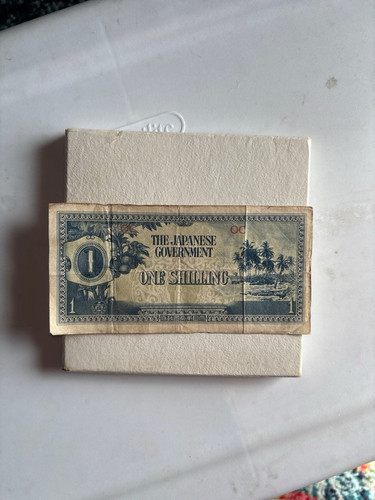 OC
THE JAPANESE
GOVERNMENT
1
ONE SHILLING
1
1